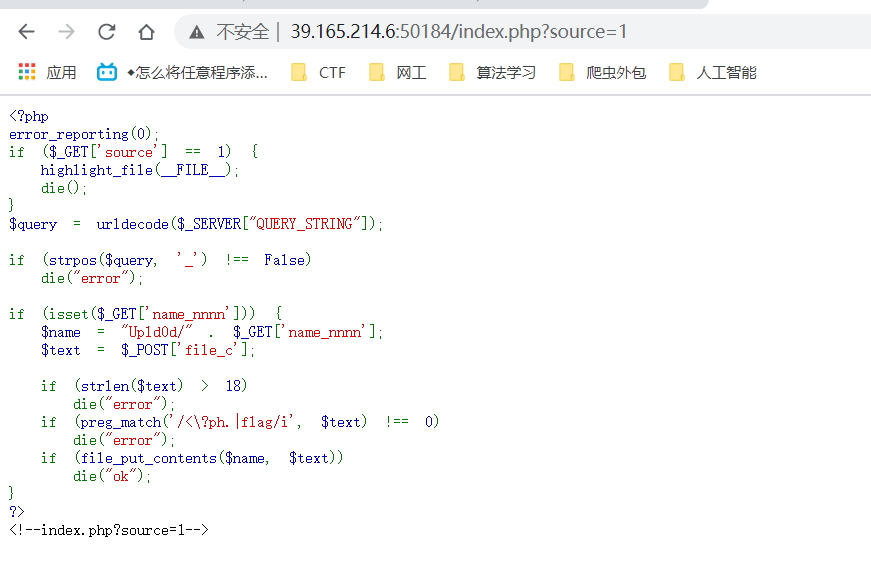 不安全 | 39.165.214.6:50184/index.php?source=1
应用 ◆怎么将任意程序添... CTF 网工 算法学习 爬虫外包 人工智能
<?php
error_reporting(0);
if ($_GET['source'] == 1) {
    highlight_file(__FILE__);
    die();
}
$query = urldecode($_SERVER["QUERY_STRING"]);
if (strpos($query, '_') !== False)
    die("error");
if (isset($_GET['name_nnnn'])) {
    $name = "Up1d0d/" . $_GET['name_nnnn'];
    $text = $_POST['file_c'];
    if (strlen($text) > 18)
        die("error");
    if (preg_match('/<\?ph.|flag/i', $text) !== 0)
        die("error");
    if (file_put_contents($name, $text))
        die("ok");
}
?>
<!--index.php?source=1-->